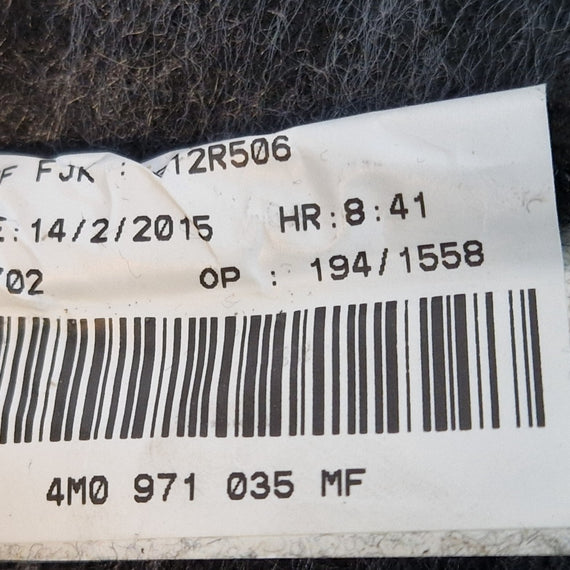 F FJK : 12R506
E:14/2/2015 HR:8:41
/02 OP : 194/1558
4M0 971 035 MF